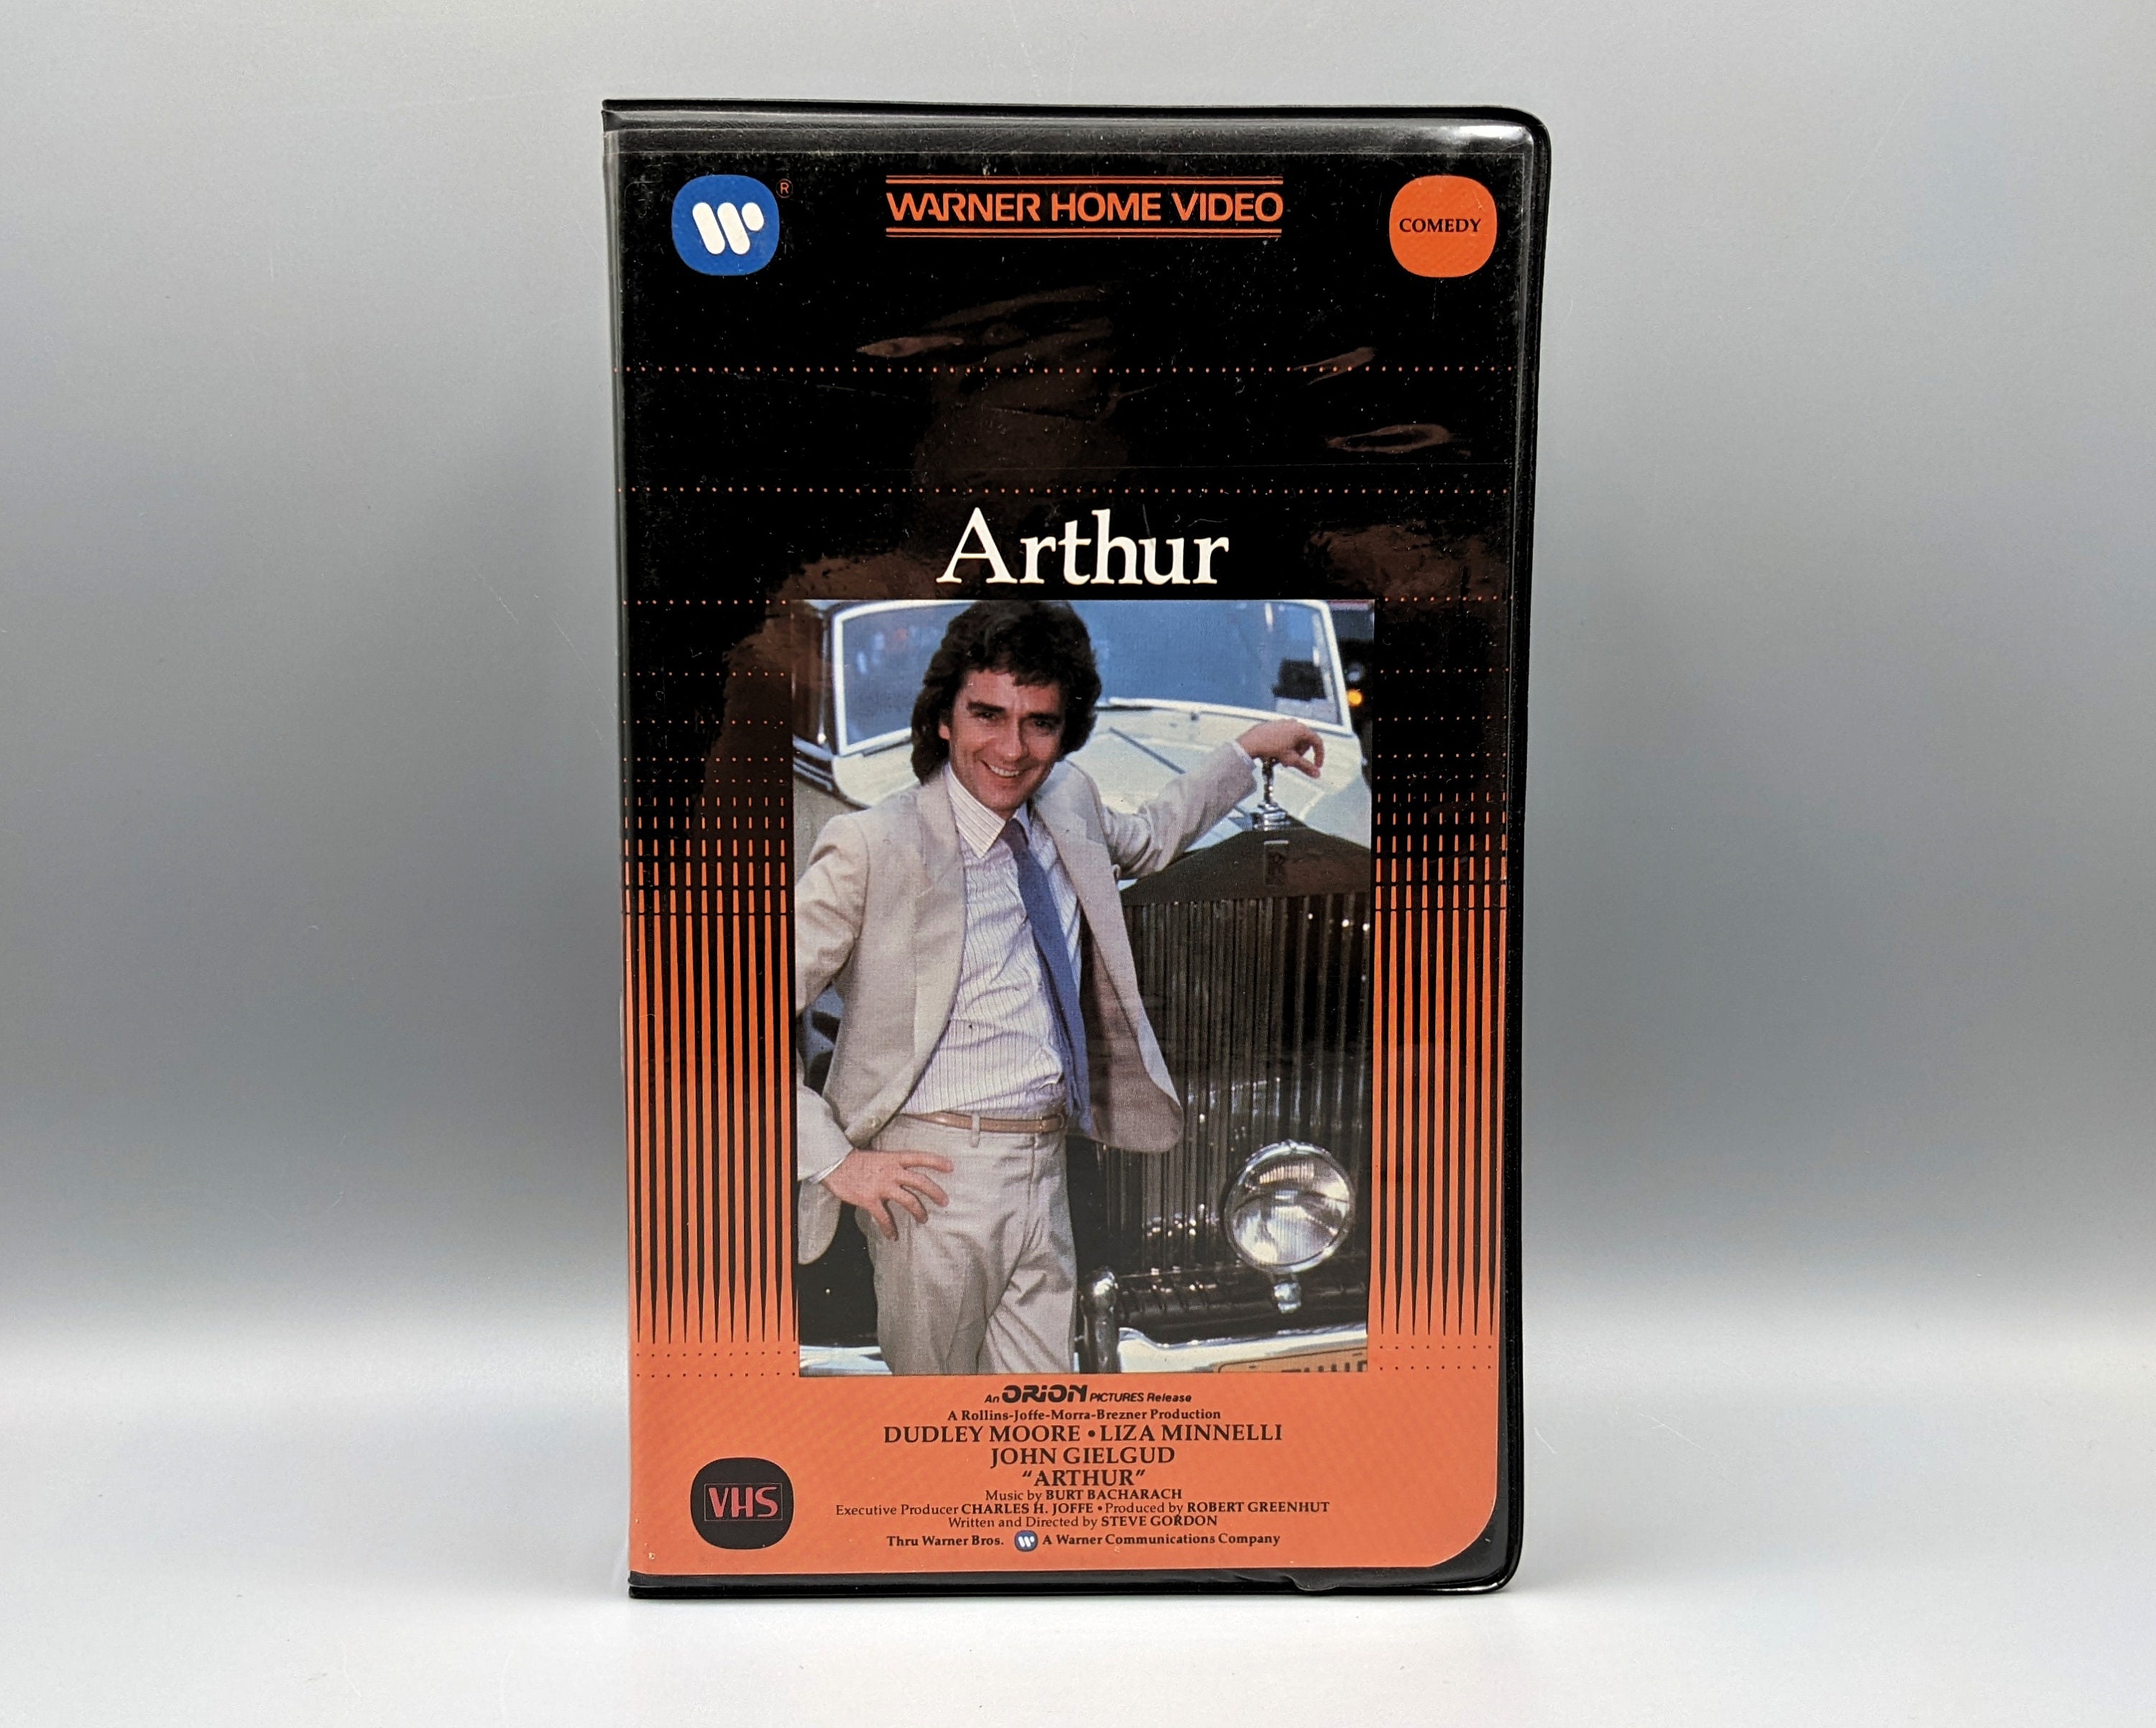 ®
WARNER HOME VIDEO
COMEDY
Arthur
An ORION PICTURES Release
A Rollins-Joffe-Morra-Brezner Production
DUDLEY MOORE • LIZA MINNELLI
JOHN GIELGUD
“ARTHUR”
Music by BURT BACHARACH
Executive Producer CHARLES H. JOFFE • Produced by ROBERT GREENHUT
Written and Directed by STEVE GORDON
Thru Warner Bros. A Warner Communications Company
VHS